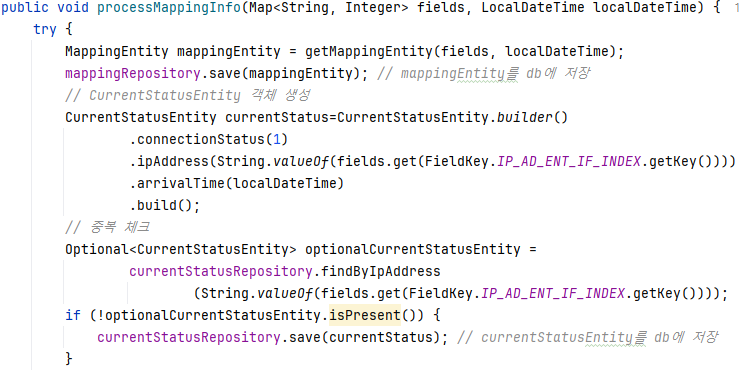 public void processMappingInfo(Map<String, Integer> fields, LocalDateTime localDateTime) { 1
    try {
        MappingEntity mappingEntity = getMappingEntity(fields, localDateTime);
        mappingRepository.save(mappingEntity); // mappingEntity를 db에 저장
        // CurrentStatusEntity 객체 생성
        CurrentStatusEntity currentStatus=CurrentStatusEntity.builder()
                .connectionStatus(1)
                .ipAddress(String.valueOf(fields.get(FieldKey.IP_AD_ENT_IF_INDEX.getKey())))
                .arrivalTime(localDateTime)
                .build();
        // 중복 체크
        Optional<CurrentStatusEntity> optionalCurrentStatusEntity =
                currentStatusRepository.findByIpAddress
                        (String.valueOf(fields.get(FieldKey.IP_AD_ENT_IF_INDEX.getKey())));
        if (!optionalCurrentStatusEntity.isPresent()) {
            currentStatusRepository.save(currentStatus); // currentStatusEntity를 db에 저장
        }